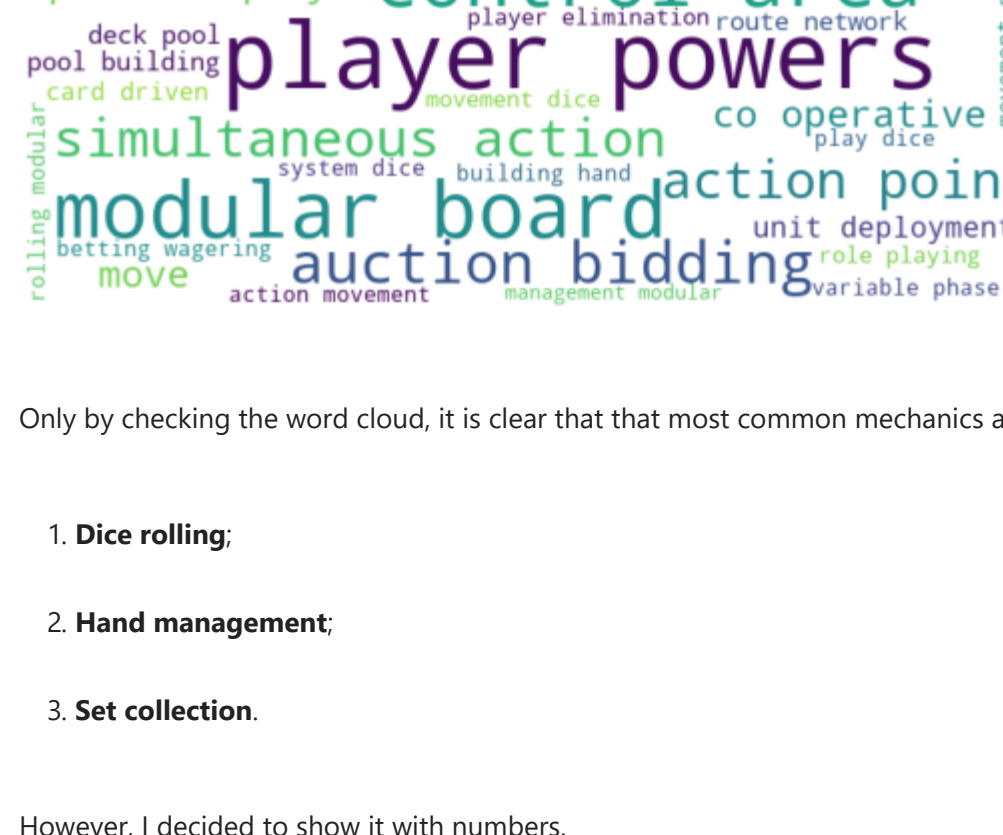 control area
player elimination route network
deck pool
pool building
player powers
card driven
movement dice
co operative
play dice
simultaneous action
system dice
building hand
action poin
rolling modular
modular board
unit deployment
betting wagering
auction bidding
role playing
move
action movement
management modular
variable phase
Only by checking the word cloud, it is clear that that most common mechanics a
1. Dice rolling;
2. Hand management;
3. Set collection.
However, I decided to show it with numbers.